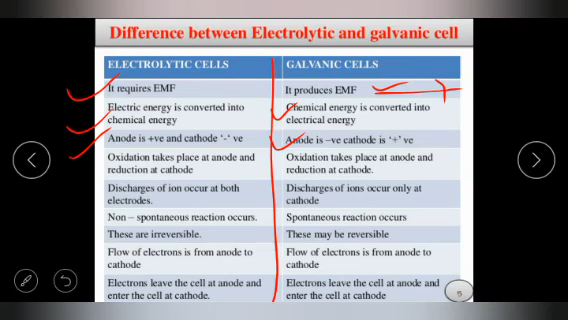 Difference between Electrolytic and galvanic cell
ELECTROLYTIC CELLS GALVANIC CELLS
It requires EMF It produces EMF
Electric energy is converted into Chemical energy is converted into
chemical energy electrical energy
Anode is +ve and cathode ‘-‘ ve Anode is –ve cathode is ‘+’ ve
Oxidation takes place at anode and Oxidation takes place at anode and
reduction at cathode reduction at cathode.
Discharges of ion occur at both Discharges of ions occur only at
electrodes. cathode
Non – spontaneous reaction occurs. Spontaneous reaction occurs
These are irreversible. These may be reversible
Flow of electrons is from anode to Flow of electrons is from anode to
cathode cathode
Electrons leave the cell at anode and Electrons leave the cell at anode and
enter the cell at cathode. enter the cell at cathode
5